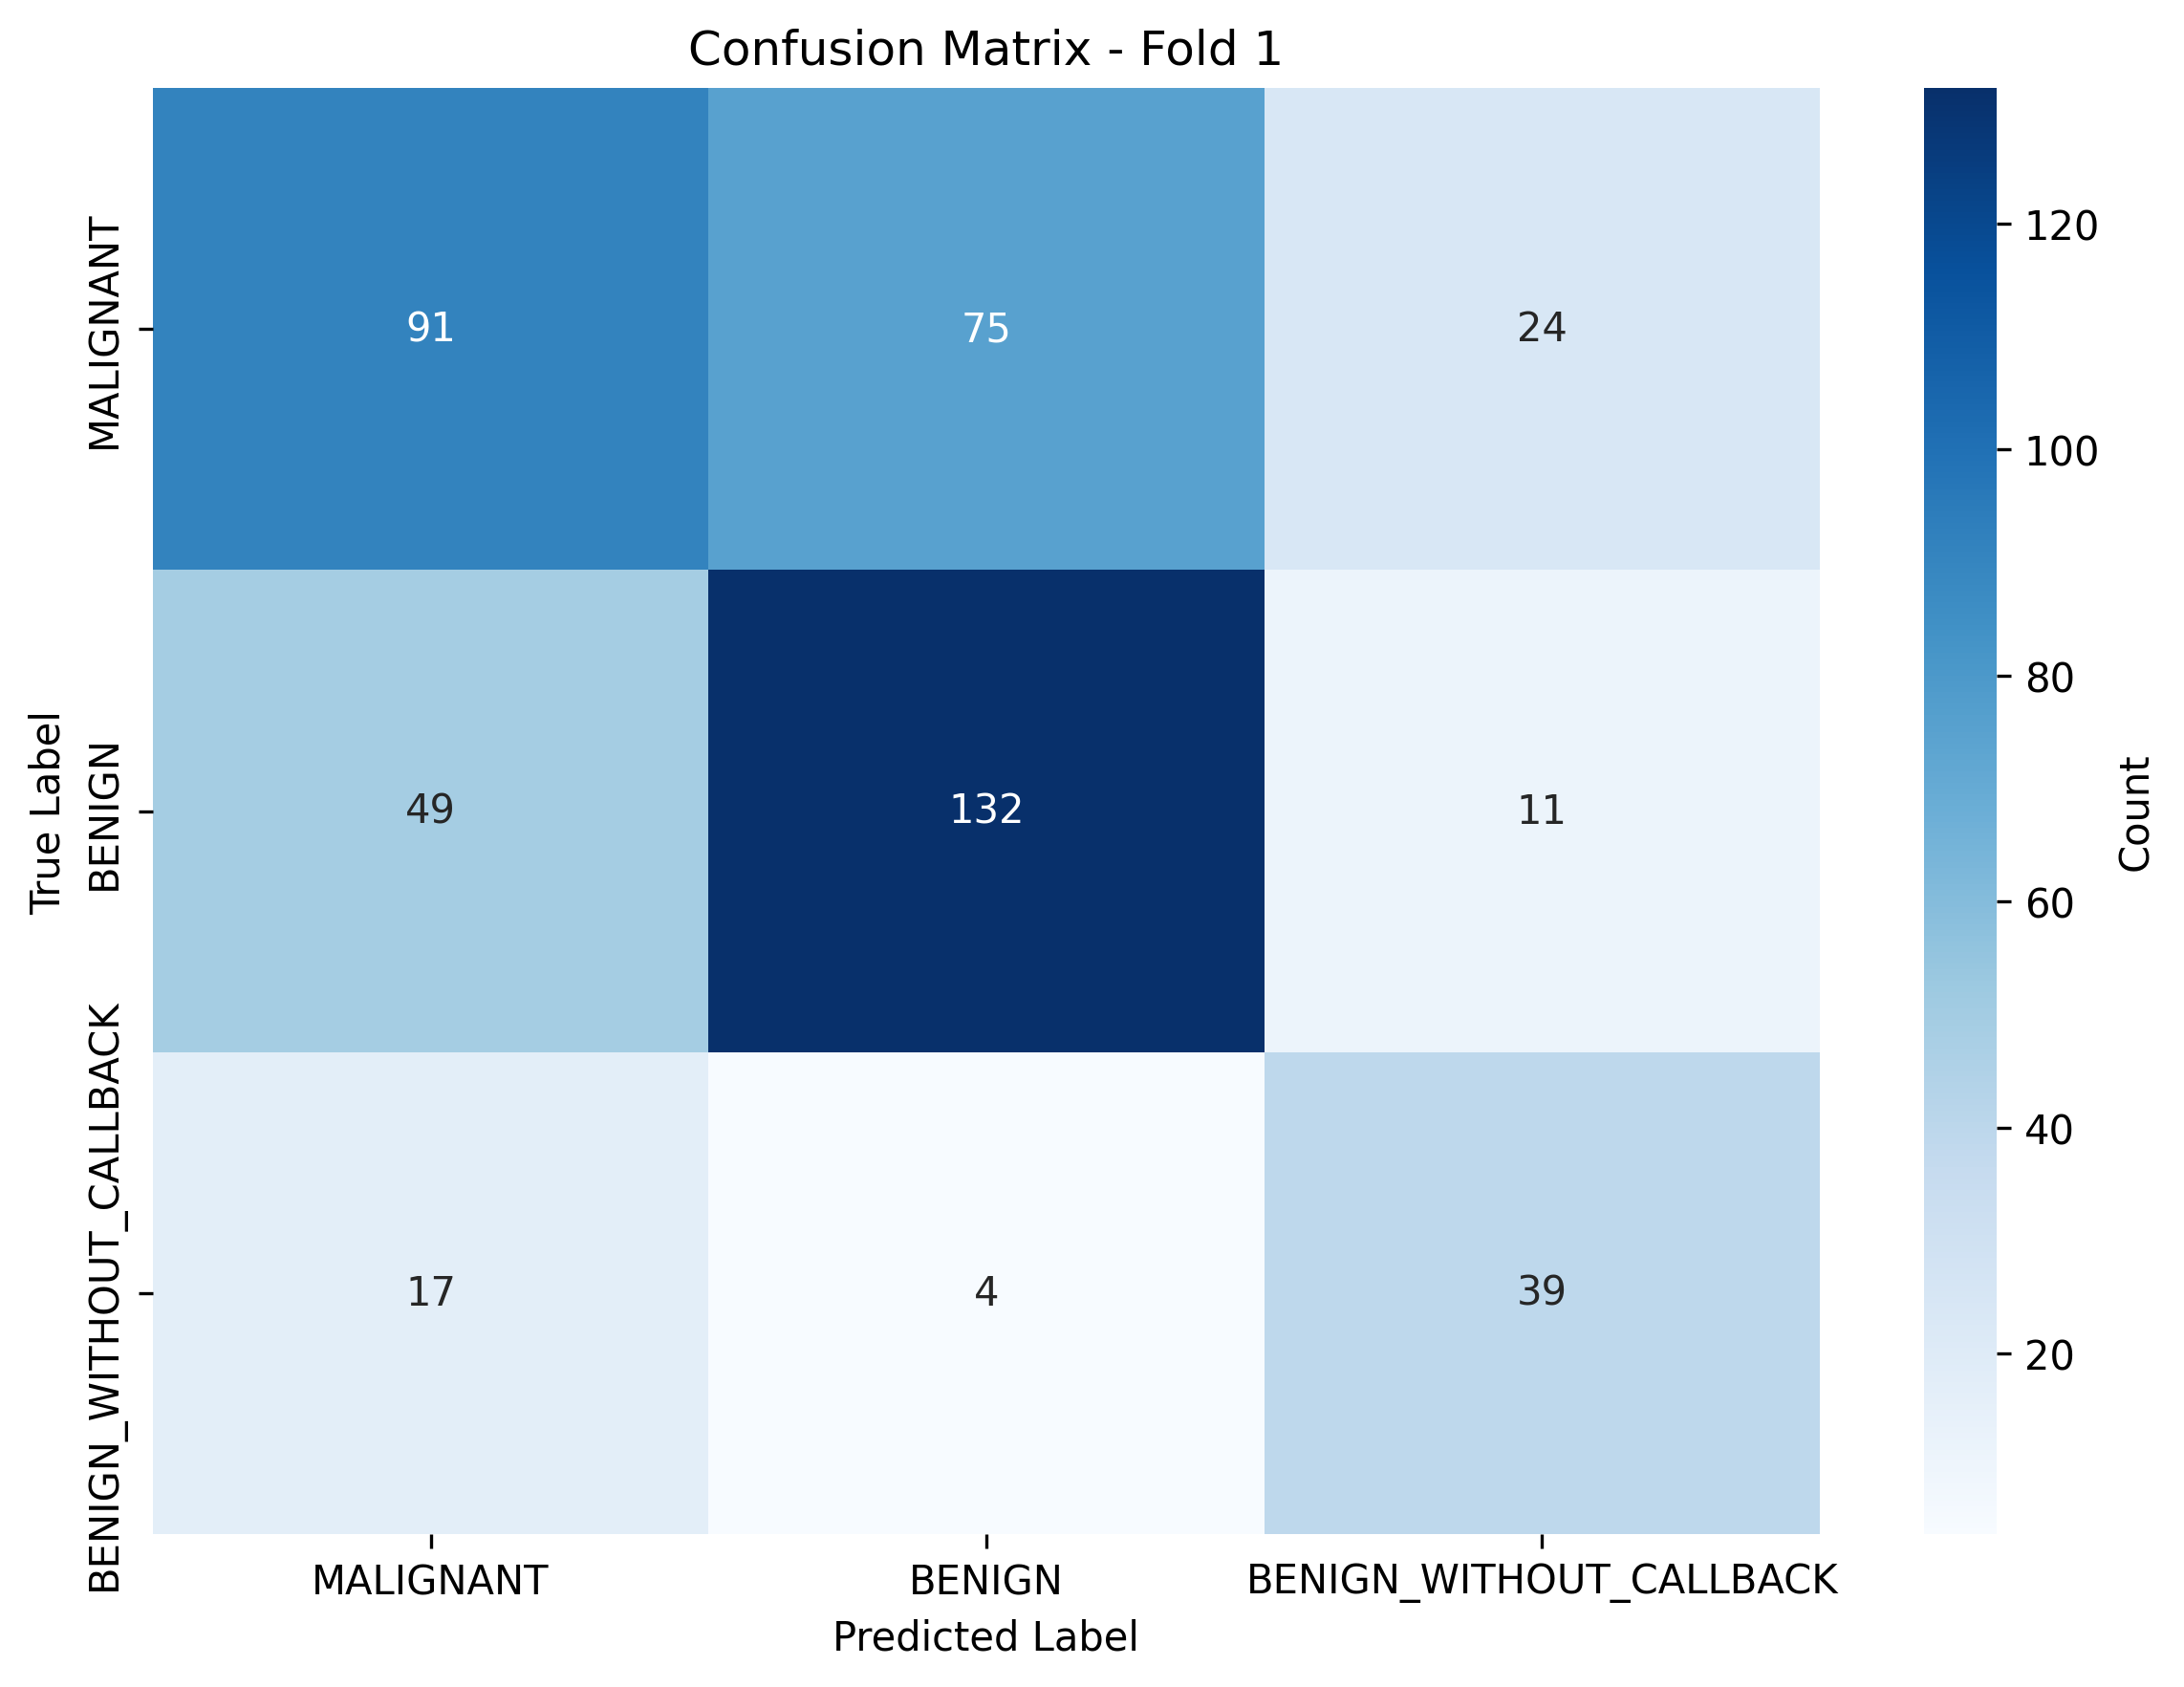 Confusion Matrix - Fold 1
True Label
MALIGNANT
91 75 24
BENIGN
49 132 11
BENIGN_WITHOUT_CALLBACK
17 4 39
MALIGNANT BENIGN BENIGN_WITHOUT_CALLBACK
Predicted Label
120
100
80
60
40
20
Count